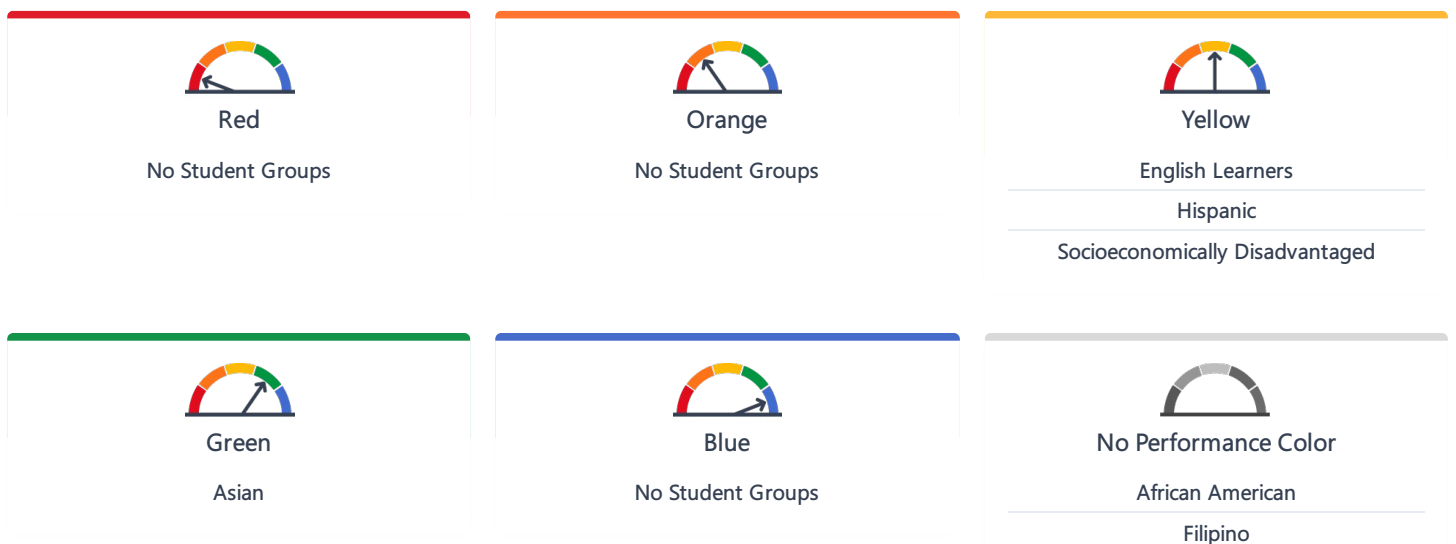 Red
No Student Groups
Orange
No Student Groups
Yellow
English Learners
Hispanic
Socioeconomically Disadvantaged
Green
Asian
Blue
No Student Groups
No Performance Color
African American
Filipino